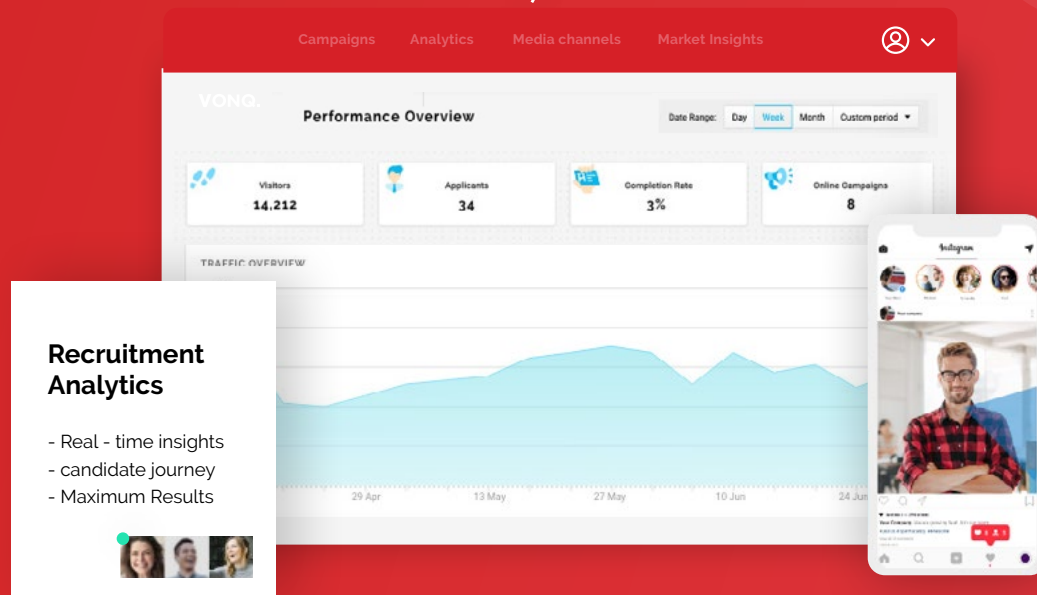 Campaigns Analytics Media channels Market Insights
VONQ.
Performance Overview
Date Range: Day Week Month Custom period
Visitors
14,212
Applicants
34
Completion Rate
3%
Online Campaigns
8
TRAFFIC OVERVIEW
29 Apr 13 May 27 May 10 Jun 24 Jun
Recruitment
Analytics
- Real - time insights
- candidate journey
- Maximum Results
Instagram